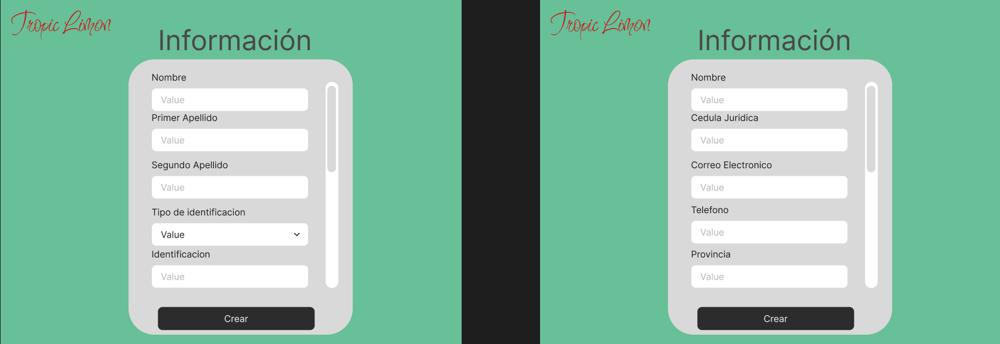 Tropic Limon
Información
Nombre
Value
Primer Apellido
Value
Segundo Apellido
Value
Tipo de identificacion
Value
Identificacion
Value
Crear
Tropic Limon
Información
Nombre
Value
Cedula Juridica
Value
Correo Electronico
Value
Telefono
Value
Provincia
Value
Crear